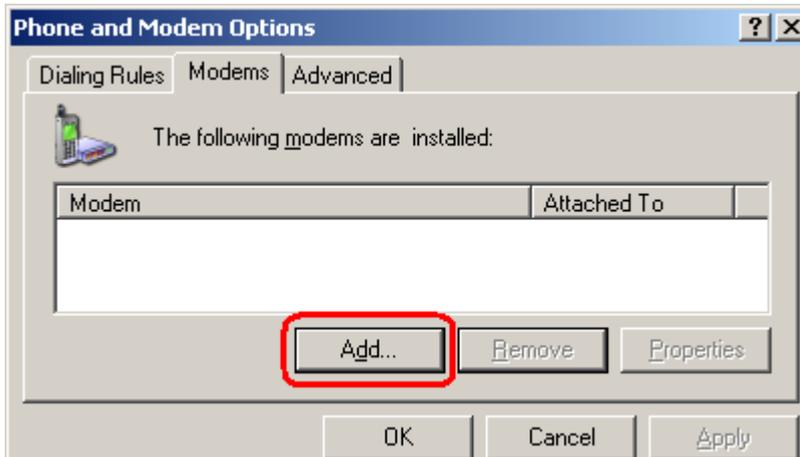 Phone and Modem Options ? X
Dialing Rules Modems Advanced
The following modems are installed:
Modem Attached To
Add... Remove Properties
OK Cancel Apply